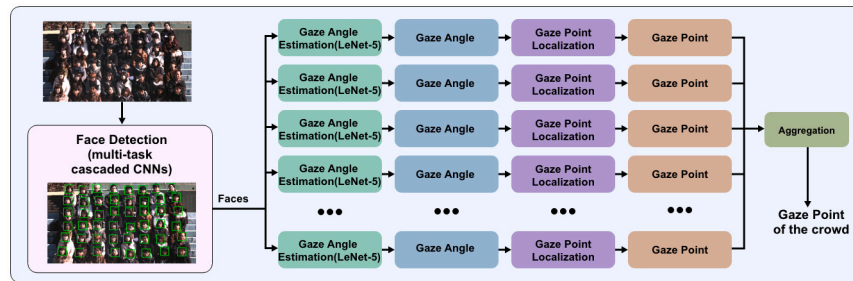 Face Detection
(multi-task
cascaded CNNs)
Faces
Gaze Angle
Estimation(LeNet-5)
Gaze Angle
Gaze Point
Localization
Gaze Point
Gaze Angle
Estimation(LeNet-5)
Gaze Angle
Gaze Point
Localization
Gaze Point
Gaze Angle
Estimation(LeNet-5)
Gaze Angle
Gaze Point
Localization
Gaze Point
Gaze Angle
Estimation(LeNet-5)
Gaze Angle
Gaze Point
Localization
Gaze Point
Gaze Angle
Estimation(LeNet-5)
Gaze Angle
Gaze Point
Localization
Gaze Point
Aggregation
Gaze Point
of the crowd